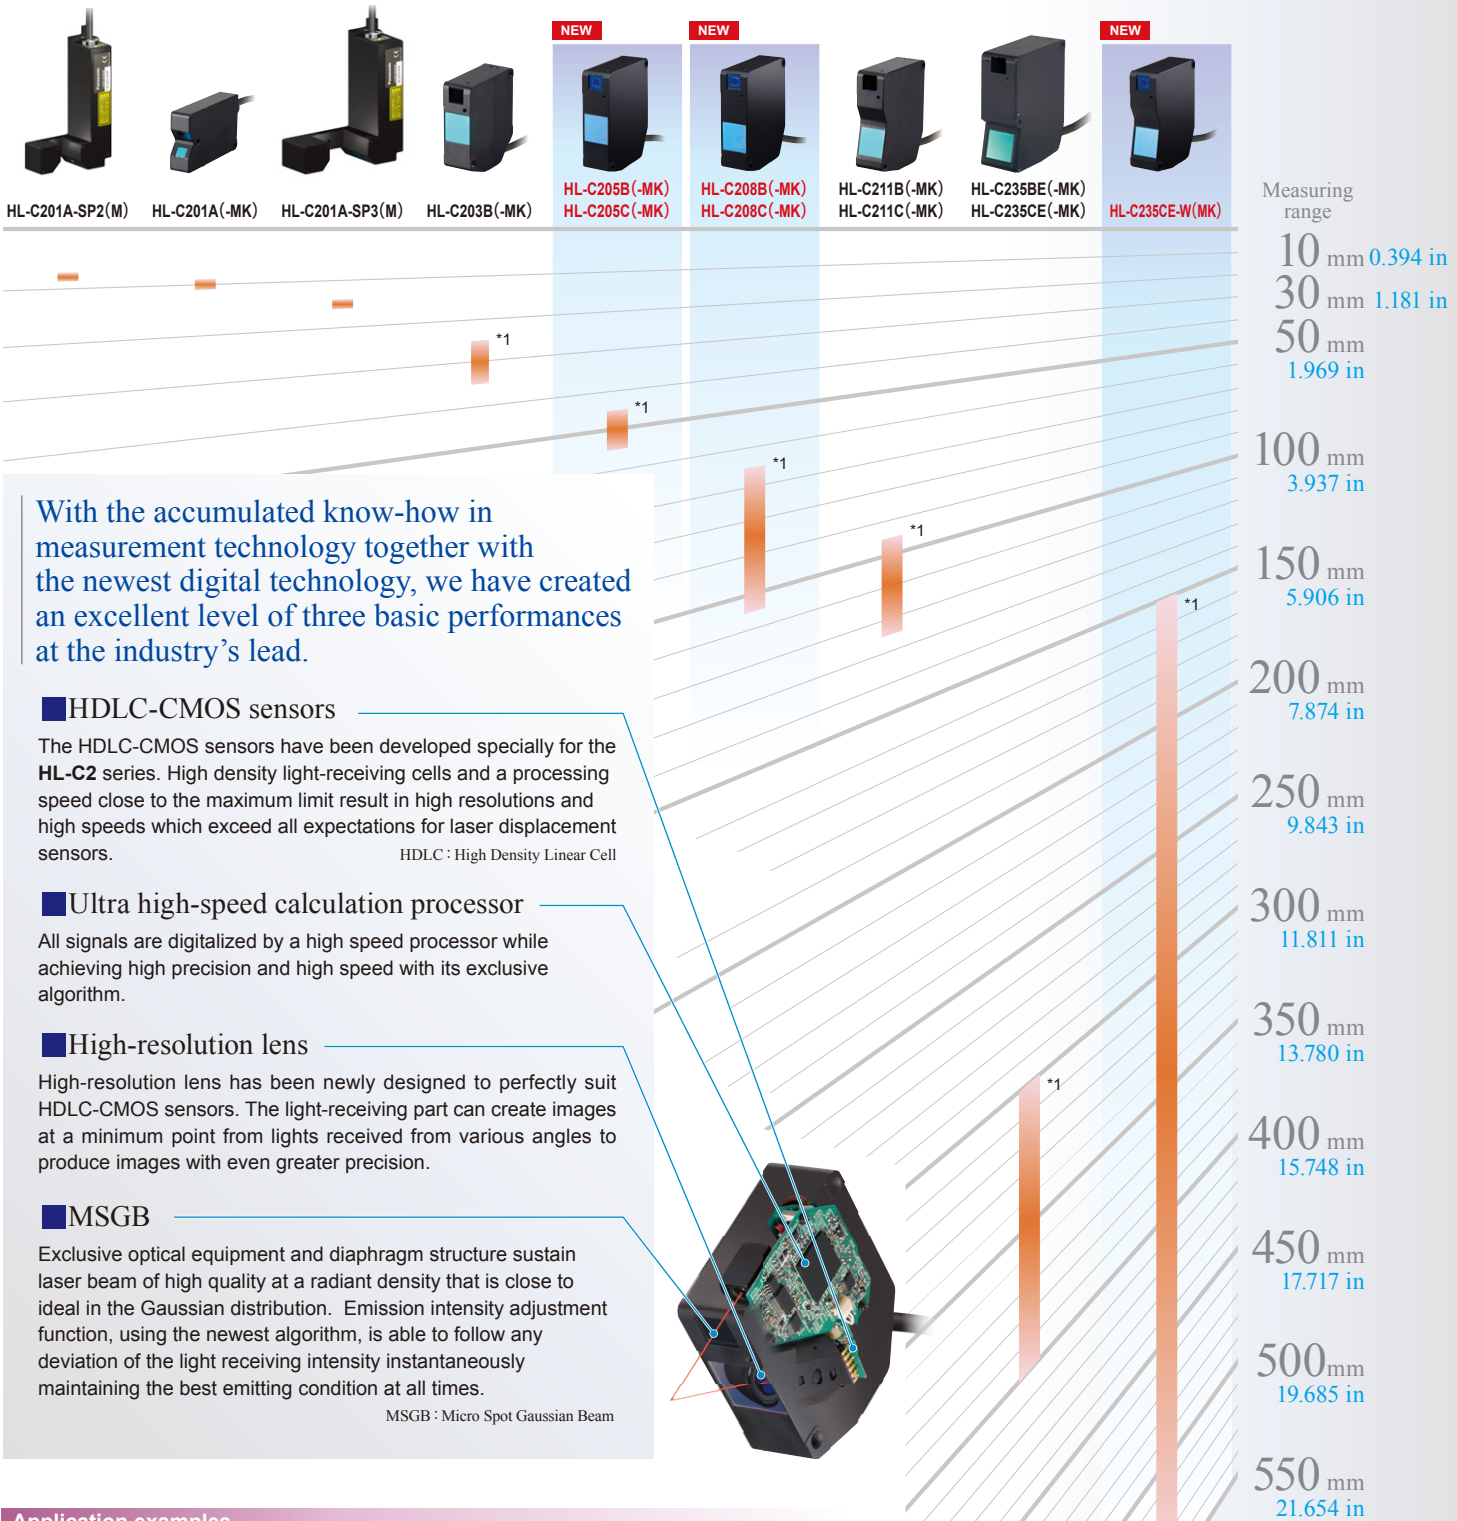 NEW
NEW
NEW
HL-C201A-SP2(M)
HL-C201A(-MK)
HL-C201A-SP3(M)
HL-C203B(-MK)
HL-C205B(-MK)
HL-C205C(-MK)
HL-C208B(-MK)
HL-C208C(-MK)
HL-C211B(-MK)
HL-C211C(-MK)
HL-C235BE(-MK)
HL-C235CE(-MK)
HL-C235CE-W(MK)
Measuring
range
10 mm 0.394 in
30 mm 1.181 in
50 mm
1.969 in
100 mm
3.937 in
150 mm
5.906 in
200 mm
7.874 in
250 mm
9.843 in
300 mm
11.811 in
350 mm
13.780 in
400 mm
15.748 in
450 mm
17.717 in
500mm
19.685 in
550 mm
21.654 in
*1
*1
*1
*1
*1
*1
With the accumulated know-how in
measurement technology together with
the newest digital technology, we have created
an excellent level of three basic performances
at the industry's lead.
■HDLC-CMOS sensors
The HDLC-CMOS sensors have been developed specially for the
HL-C2 series. High density light-receiving cells and a processing
speed close to the maximum limit result in high resolutions and
high speeds which exceed all expectations for laser displacement
sensors.
HDLC : High Density Linear Cell
■Ultra high-speed calculation processor
All signals are digitalized by a high speed processor while
achieving high precision and high speed with its exclusive
algorithm.
■High-resolution lens
High-resolution lens has been newly designed to perfectly suit
HDLC-CMOS sensors. The light-receiving part can create images
at a minimum point from lights received from various angles to
produce images with even greater precision.
■MSGB
Exclusive optical equipment and diaphragm structure sustain
laser beam of high quality at a radiant density that is close to
ideal in the Gaussian distribution. Emission intensity adjustment
function, using the newest algorithm, is able to follow any
deviation of the light receiving intensity instantaneously
maintaining the best emitting condition at all times.
MSGB : Micro Spot Gaussian Beam
Application examples